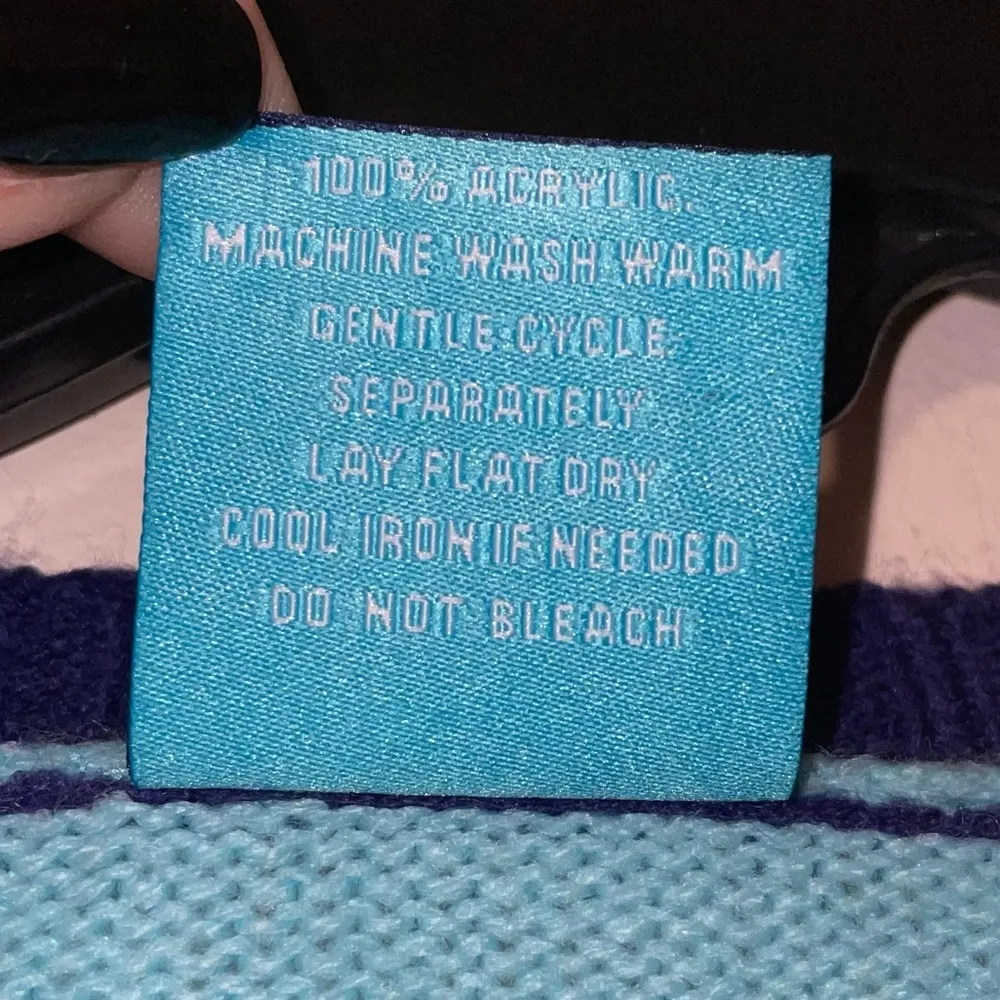 100% ACRYLIC.
MACHINE WASH WARM
GENTLE CYCLE
SEPARATELY
LAY FLAT DRY
COOL IRON IF NEEDED
DO NOT BLEACH